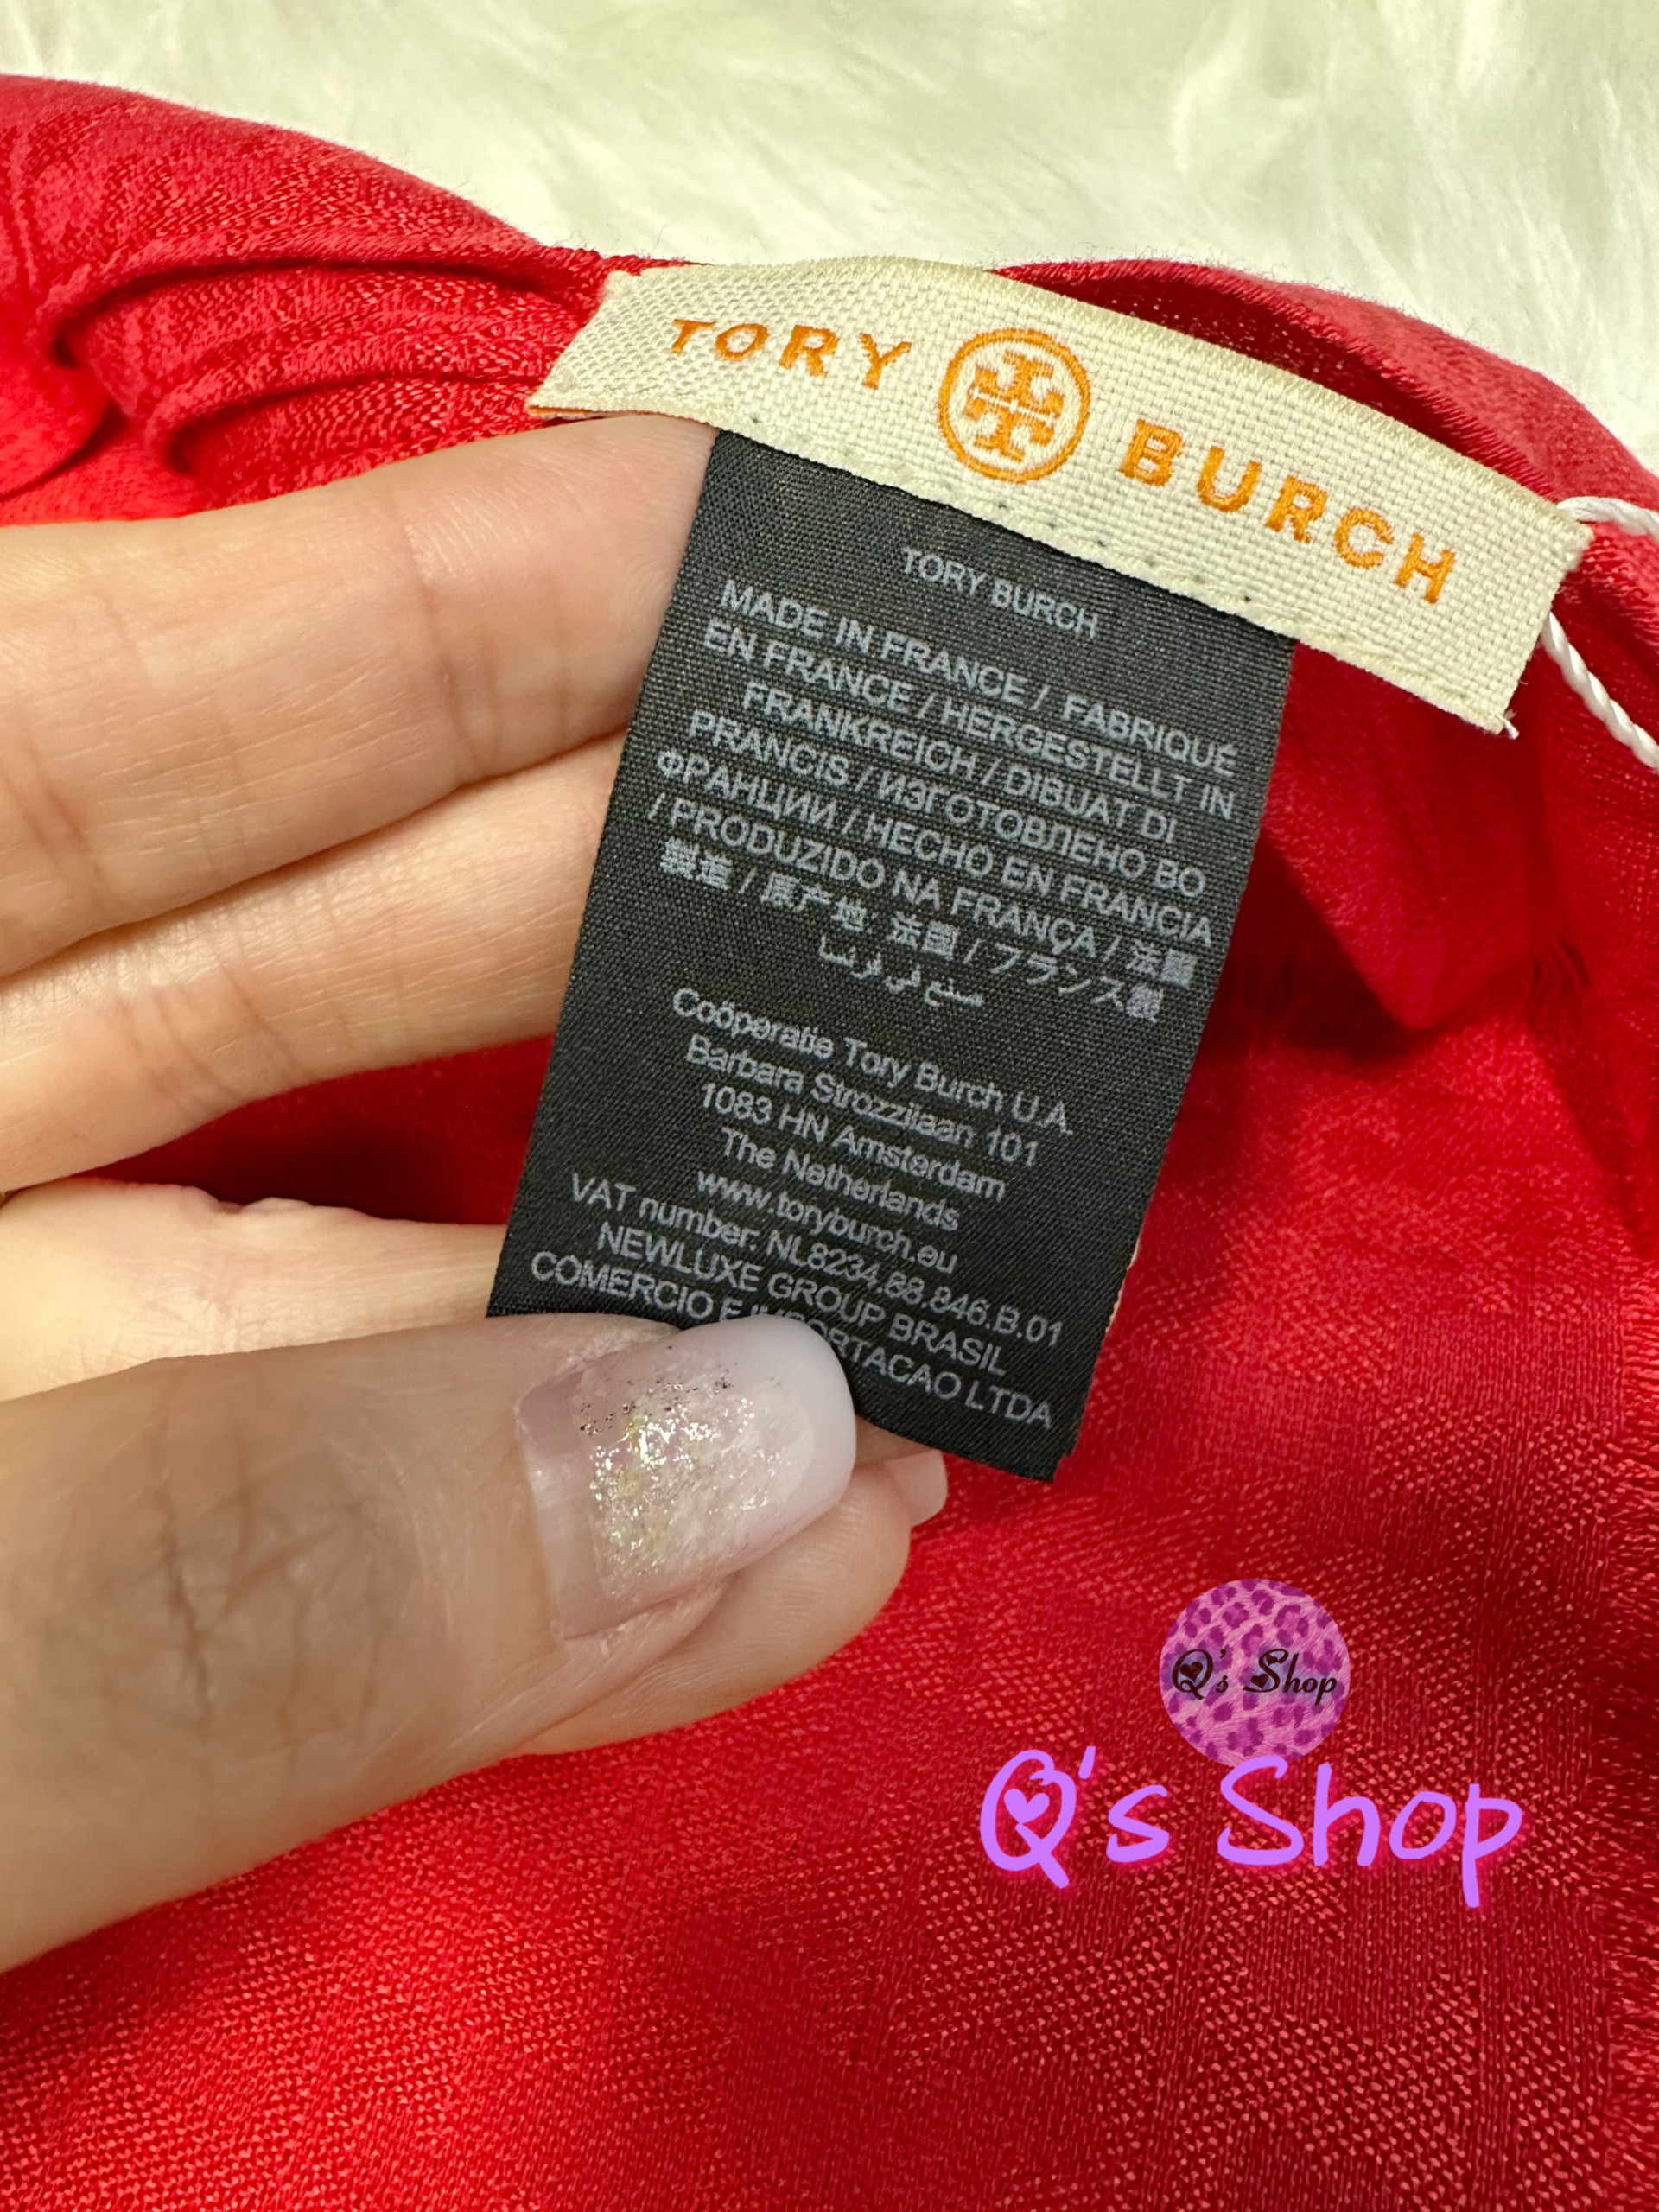 TORY BURCH
TORY BURCH
MADE IN FRANCE / FABRIQUÉ
EN FRANCE / HERGESTELLT IN
FRANKREICH / DIBUAT DI
PRANCIS / ИЗГОТОВЛЕНО ВО
ФРАНЦИИ / HECHO EN FRANCIA
/ PRODUZIDO NA FRANÇA / 法國
製造 / 原产地 法國 / フランス製
صنع في فرنسا
Coöperatie Tory Burch U.A.
Barbara Strozzilaan 101
1083 HN Amsterdam
The Netherlands
www.toryburch.eu
VAT number: NL8234.88.846.B.01
NEWLUXE GROUP BRASIL
COMERCIO E IMPORTACAO LTDA
Q's Shop
Q's Shop